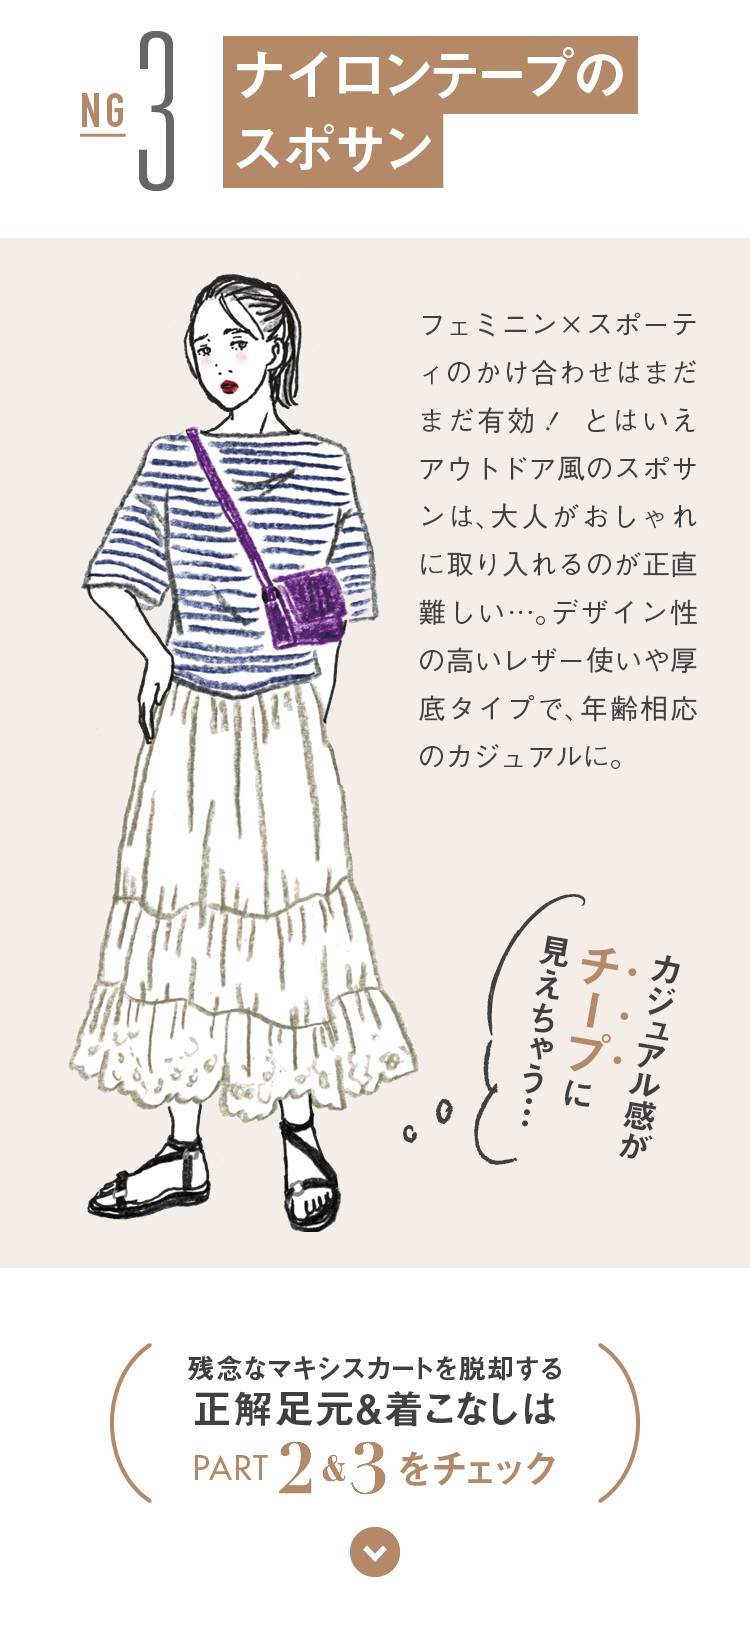 NG 3
ナイロンテープの
スポサン
フェミニン×スポーテ
ィのかけ合わせはまだ
まだ有効！ とはいえ
アウトドア風のスポサ
ンは、大人がおしゃれ
に取り入れるのが正直
難しい…。デザイン性
の高いレザー使いや厚
底タイプで、年齢相応
のカジュアルに。
カジュアル感が
チープに
見えちゃう…
残念なマキシスカートを脱却する
正解足元&着こなしは
PART 2&3 をチェック